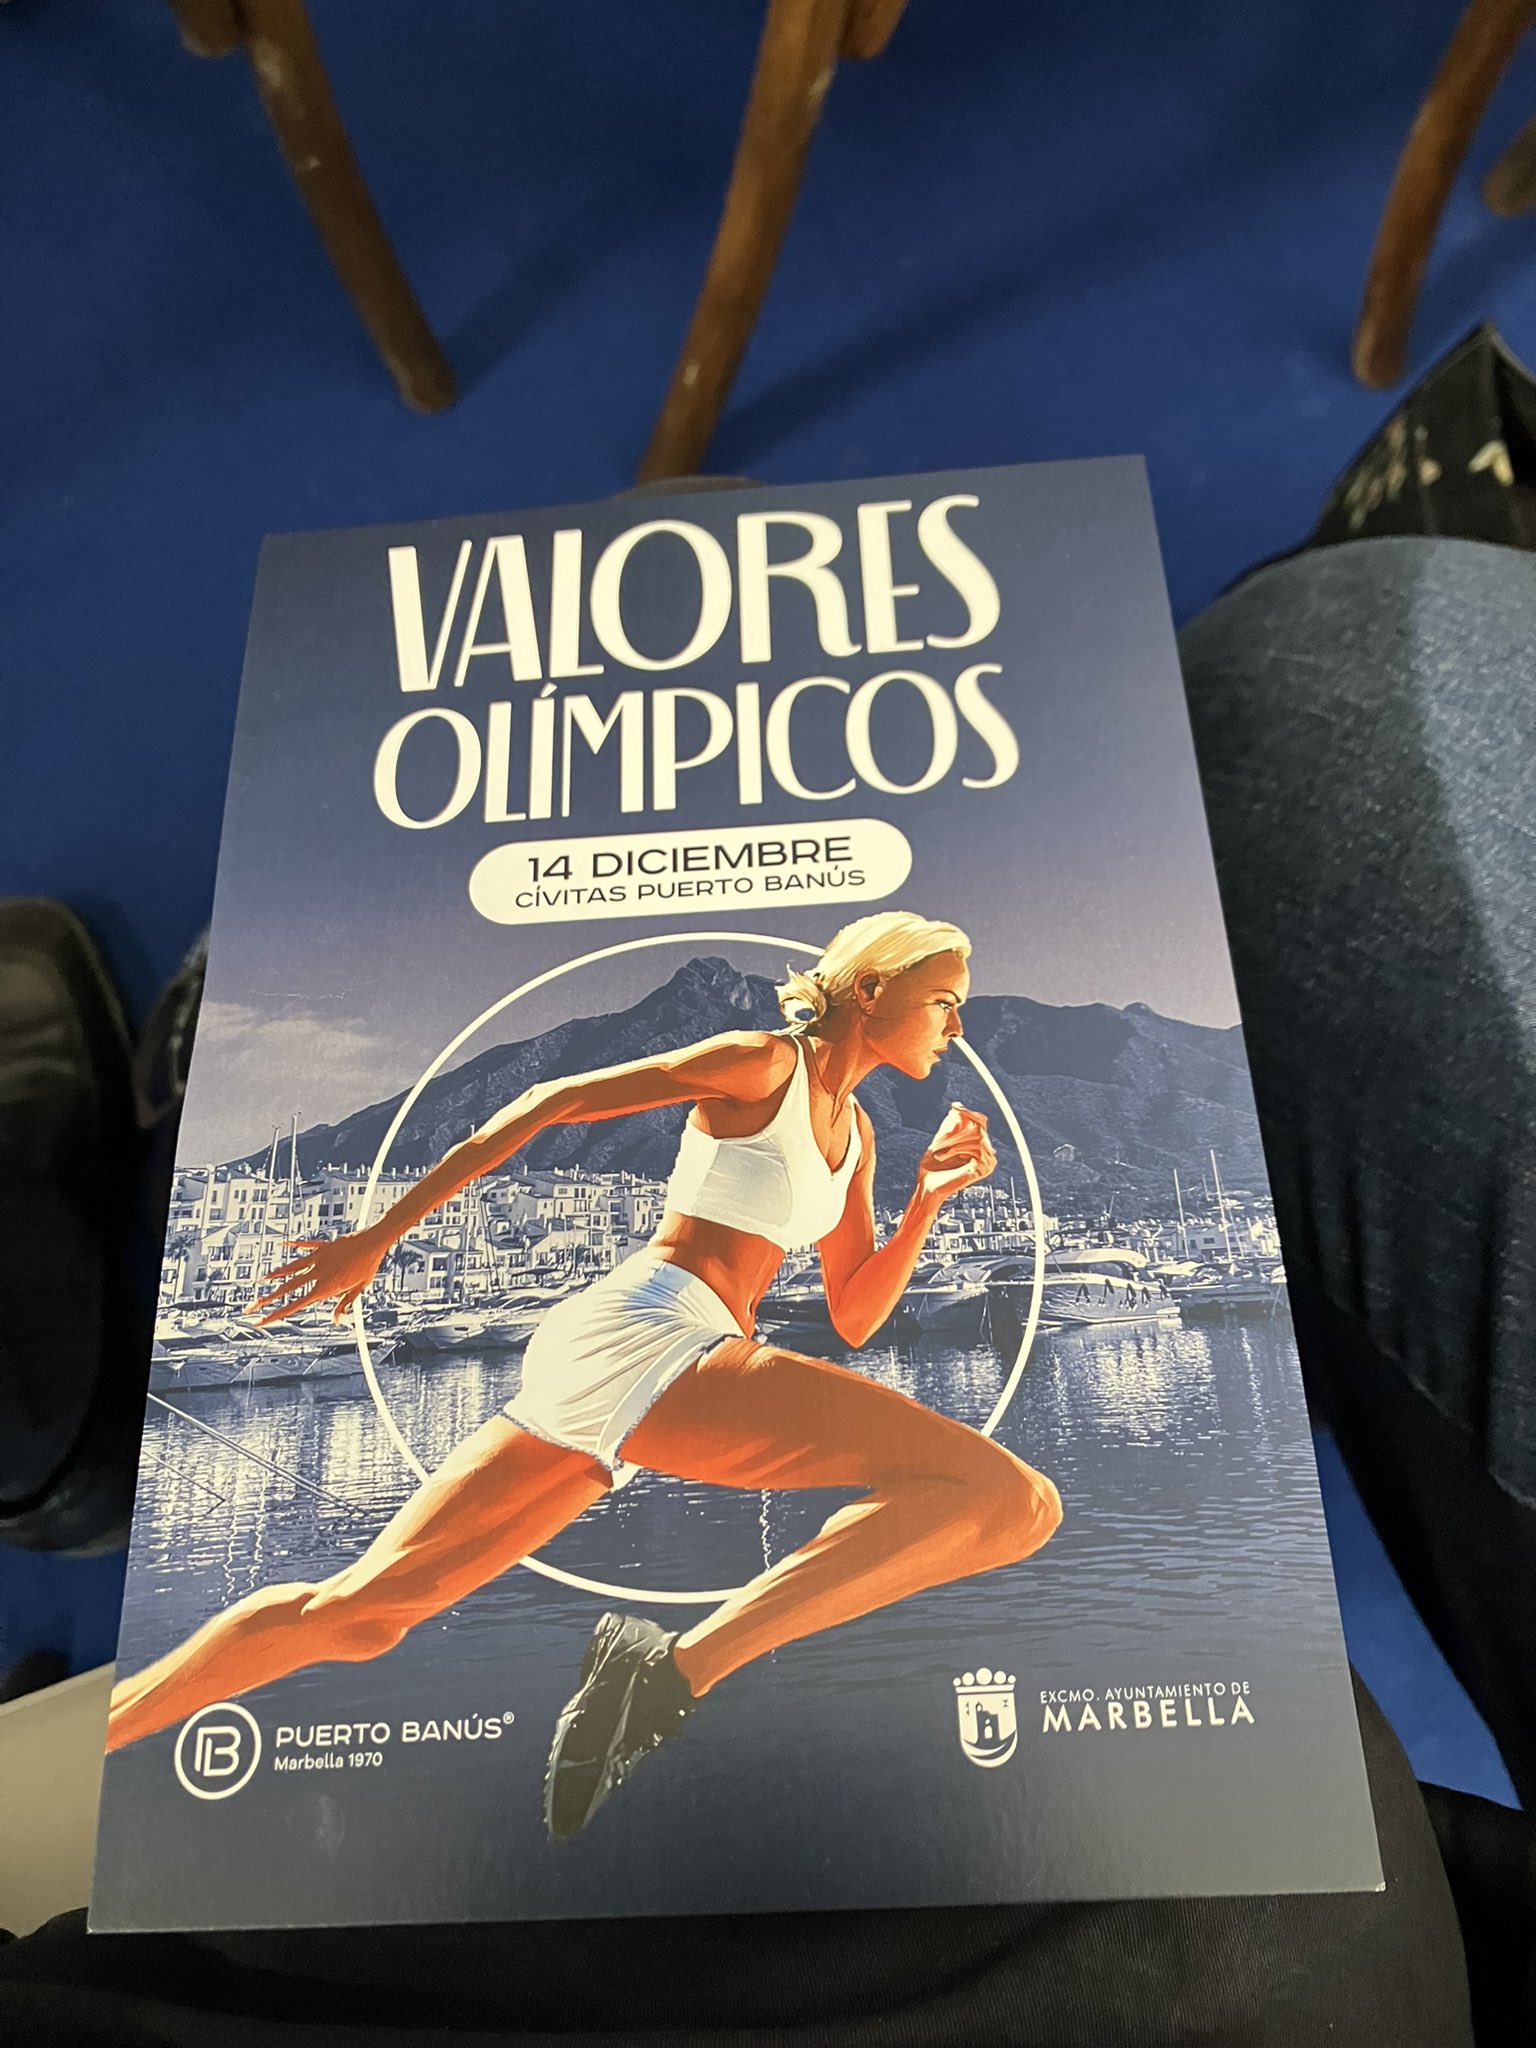 VALORES
OLÍMPICOS
14 DICIEMBRE
CÍVITAS PUERTO BANÚS
PUERTO BANÚS®
Marbella 1970
EXCMO. AYUNTAMIENTO DE
MARBELLA